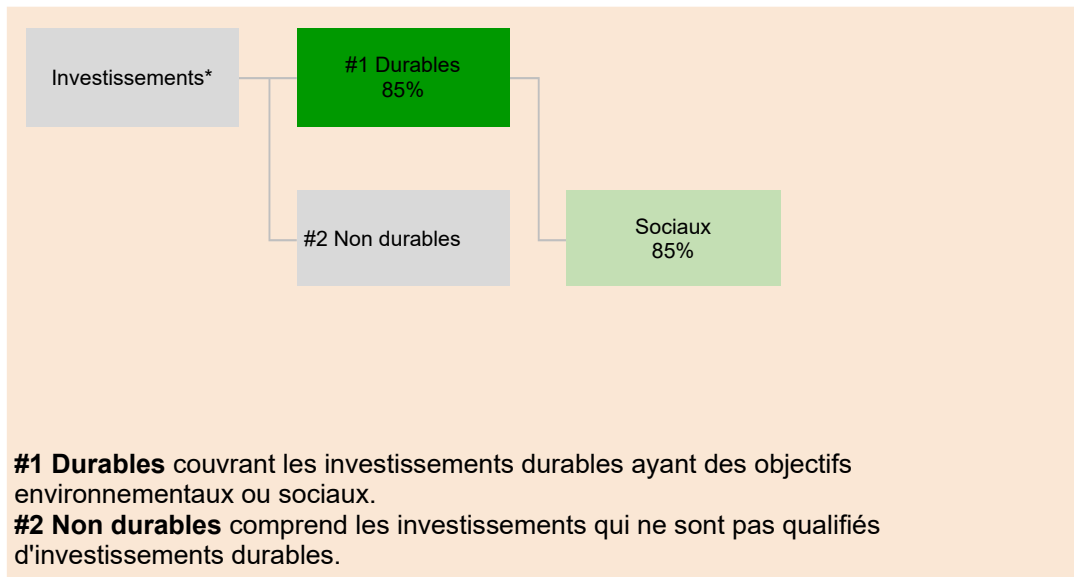 Investissements*
#1 Durables
85%
#2 Non durables
Sociaux
85%
#1 Durables couvrant les investissements durables ayant des objectifs
environnementaux ou sociaux.
#2 Non durables comprend les investissements qui ne sont pas qualifiés
d'investissements durables.